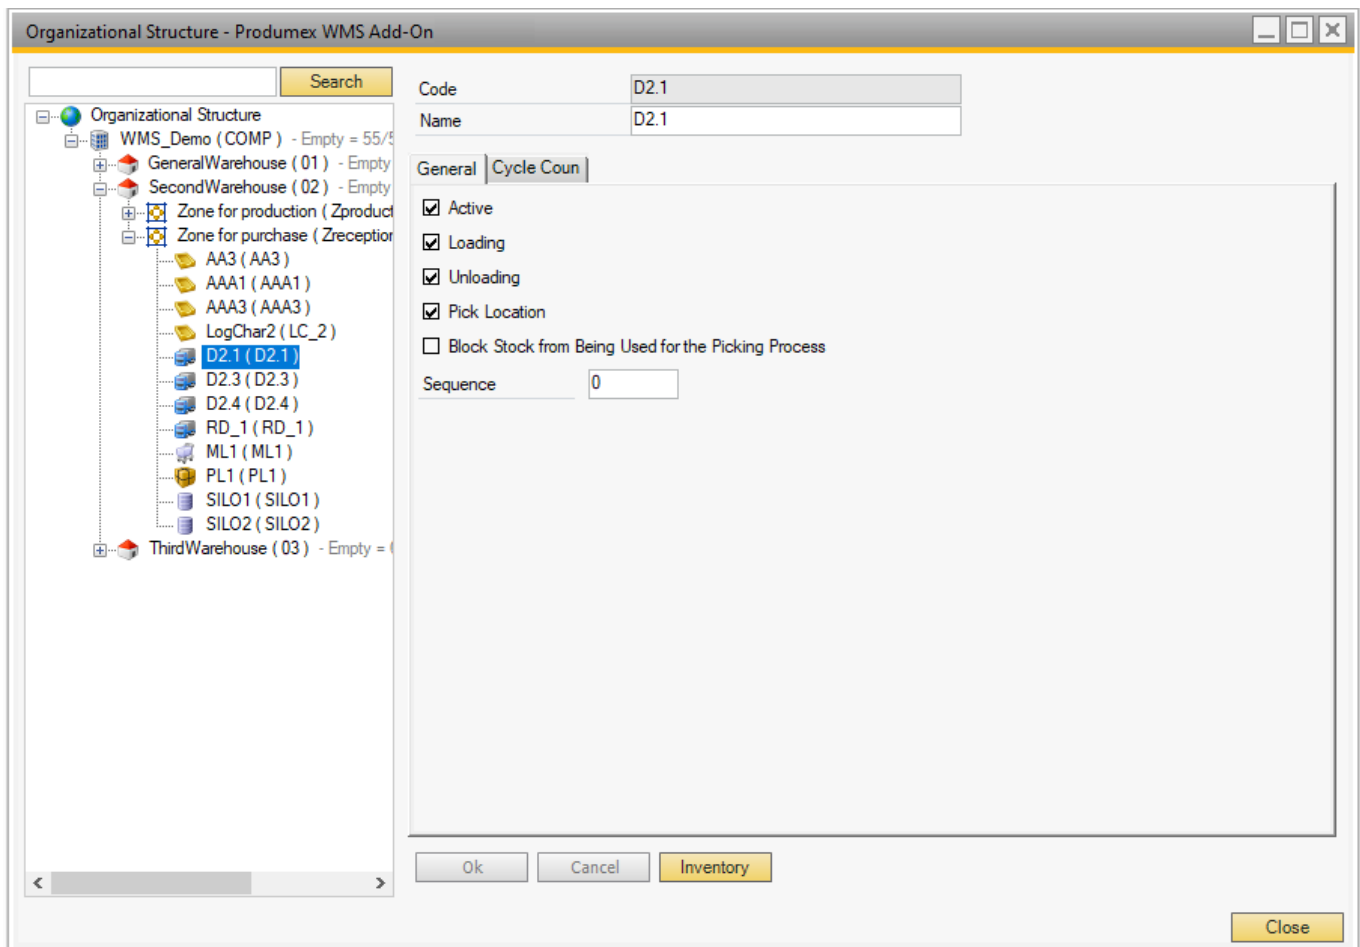 Organizational Structure - Produmex WMS Add-On
Search
Organizational Structure
WMS_Demo ( COMP ) - Empty = 55/5
GeneralWarehouse ( 01 ) - Empty
SecondWarehouse ( 02 ) - Empty
Zone for production ( Zproduct
Zone for purchase ( Zreception
AA3 ( AA3 )
AAA1 ( AAA1 )
AAA3 ( AAA3 )
LogChar2 ( LC_2 )
D2.1 ( D2.1 )
D2.3 ( D2.3 )
D2.4 ( D2.4 )
RD_1 ( RD_1 )
ML1 ( ML1 )
PL1 ( PL1 )
SILO1 ( SILO1 )
SILO2 ( SILO2 )
ThirdWarehouse ( 03 ) - Empty =
Code D2.1
Name D2.1
General Cycle Coun
Active
Loading
Unloading
Pick Location
Block Stock from Being Used for the Picking Process
Sequence 0
Ok Cancel Inventory
Close